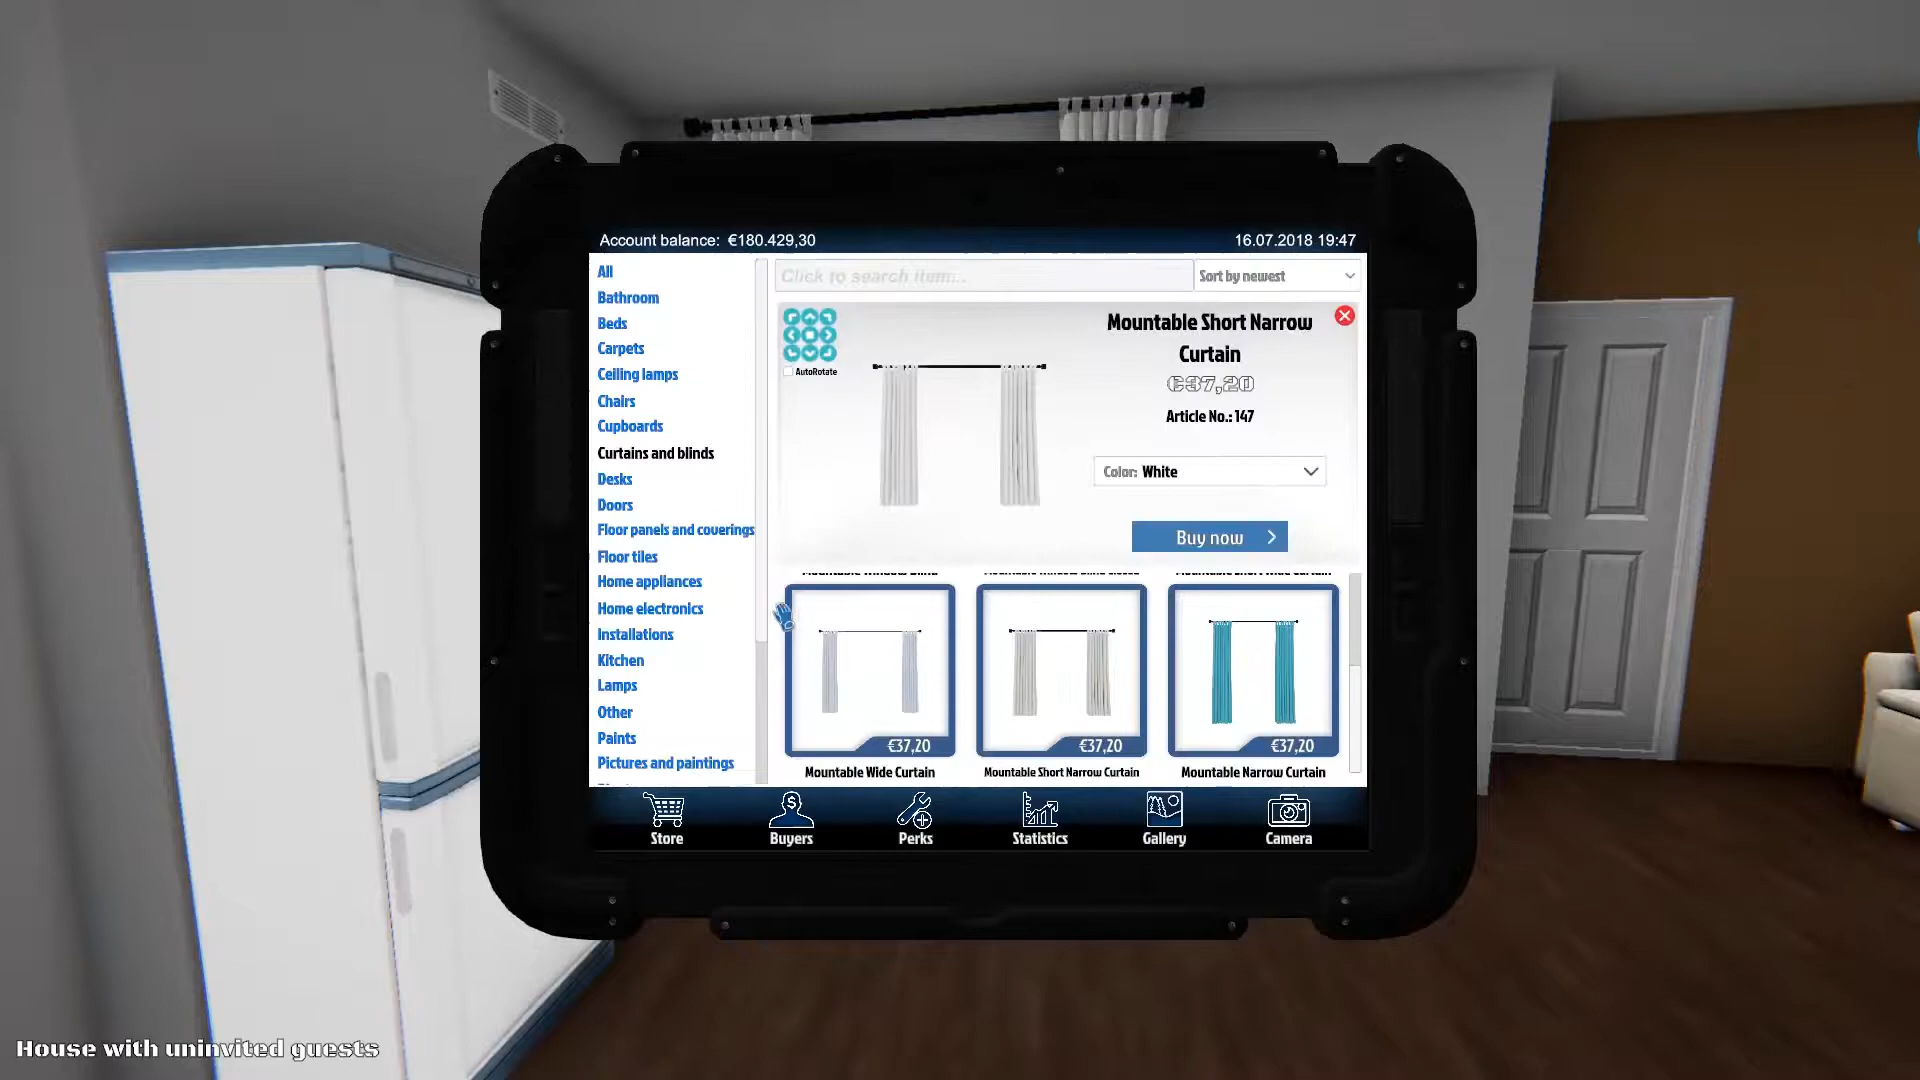 Account balance: €180.429,30
16.07.2018 19:47
All
Bathroom
Beds
Carpets
Ceiling lamps
Chairs
Cupboards
Curtains and blinds
Desks
Doors
Floor panels and coverings
Floor tiles
Home appliances
Home electronics
Installations
Kitchen
Lamps
Other
Paints
Pictures and paintings
Click to search item...
Sort by newest
AutoRotate
Mountable Short Narrow
Curtain
€37,20
Article No.: 147
Color: White
Buy now
€37,20
€37,20
€37,20
Mountable Wide Curtain
Mountable Short Narrow Curtain
Mountable Narrow Curtain
Store
Buyers
Perks
Statistics
Gallery
Camera
House with uninvited guests